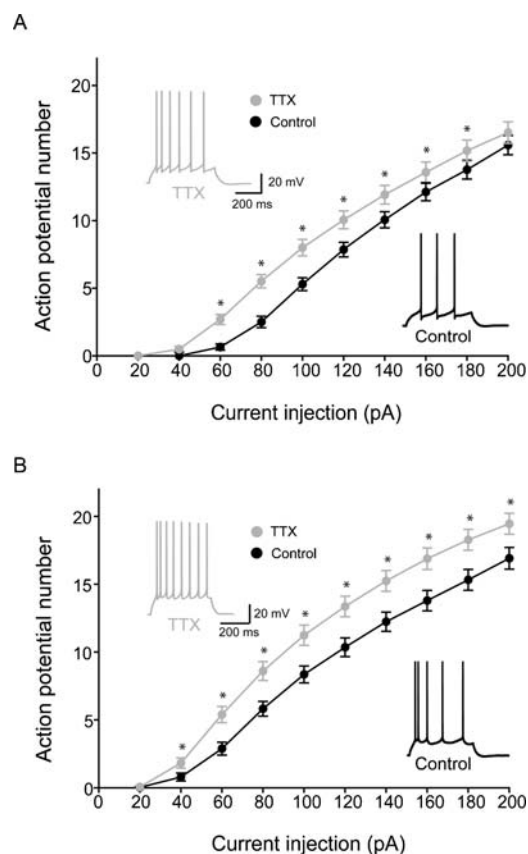 A
Action potential number
20
15
10
5
0
TTX
Control
TTX
20 mV
200 ms
* * * * * * *
Control
0 20 40 60 80 100 120 140 160 180 200
Current injection (pA)
B
Action potential number
20
15
10
5
0
TTX
Control
TTX
20 mV
200 ms
* * * * * * * * *
Control
0 20 40 60 80 100 120 140 160 180 200
Current injection (pA)